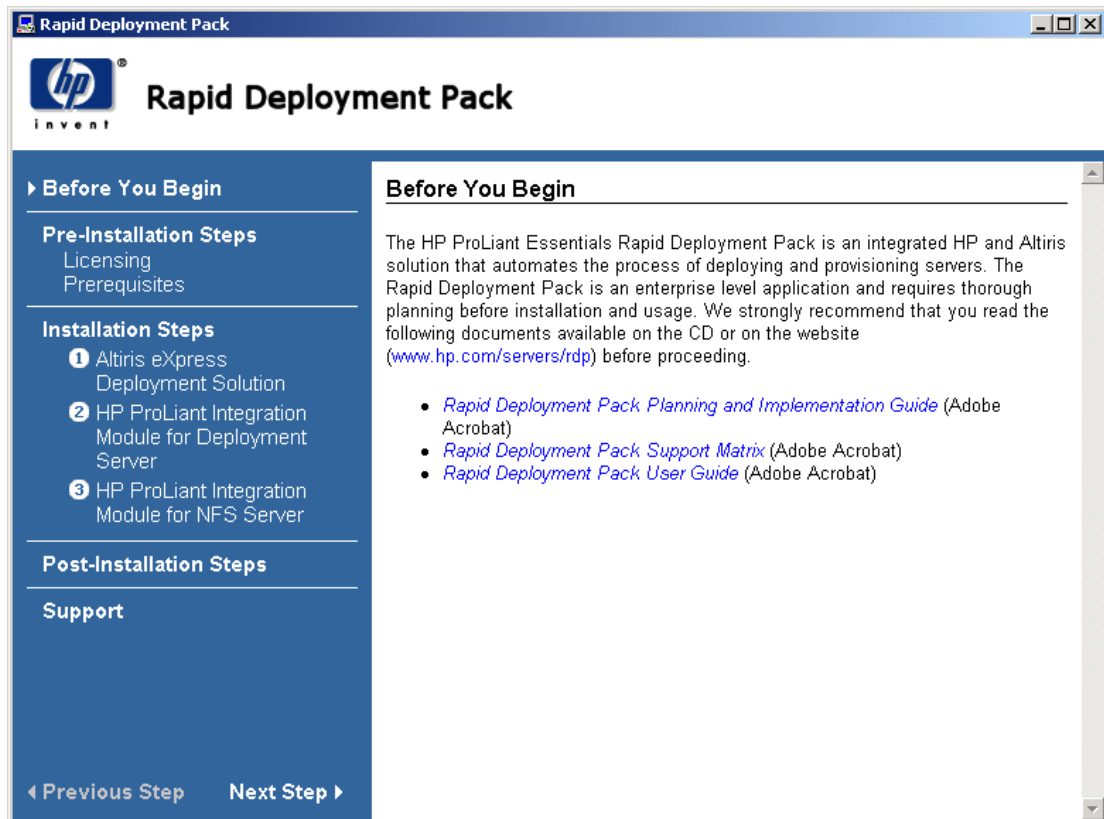 Rapid Deployment Pack
hp
®
invent
Rapid Deployment Pack
Before You Begin
Pre-Installation Steps
Licensing
Prerequisites
Installation Steps
1 Altiris eXpress
Deployment Solution
2 HP ProLiant Integration
Module for Deployment
Server
3 HP ProLiant Integration
Module for NFS Server
Post-Installation Steps
Support
Previous Step
Next Step
Before You Begin
The HP ProLiant Essentials Rapid Deployment Pack is an integrated HP and Altiris
solution that automates the process of deploying and provisioning servers. The
Rapid Deployment Pack is an enterprise level application and requires thorough
planning before installation and usage. We strongly recommend that you read the
following documents available on the CD or on the website
(www.hp.com/servers/rdp) before proceeding.
• Rapid Deployment Pack Planning and Implementation Guide (Adobe
Acrobat)
• Rapid Deployment Pack Support Matrix (Adobe Acrobat)
• Rapid Deployment Pack User Guide (Adobe Acrobat)